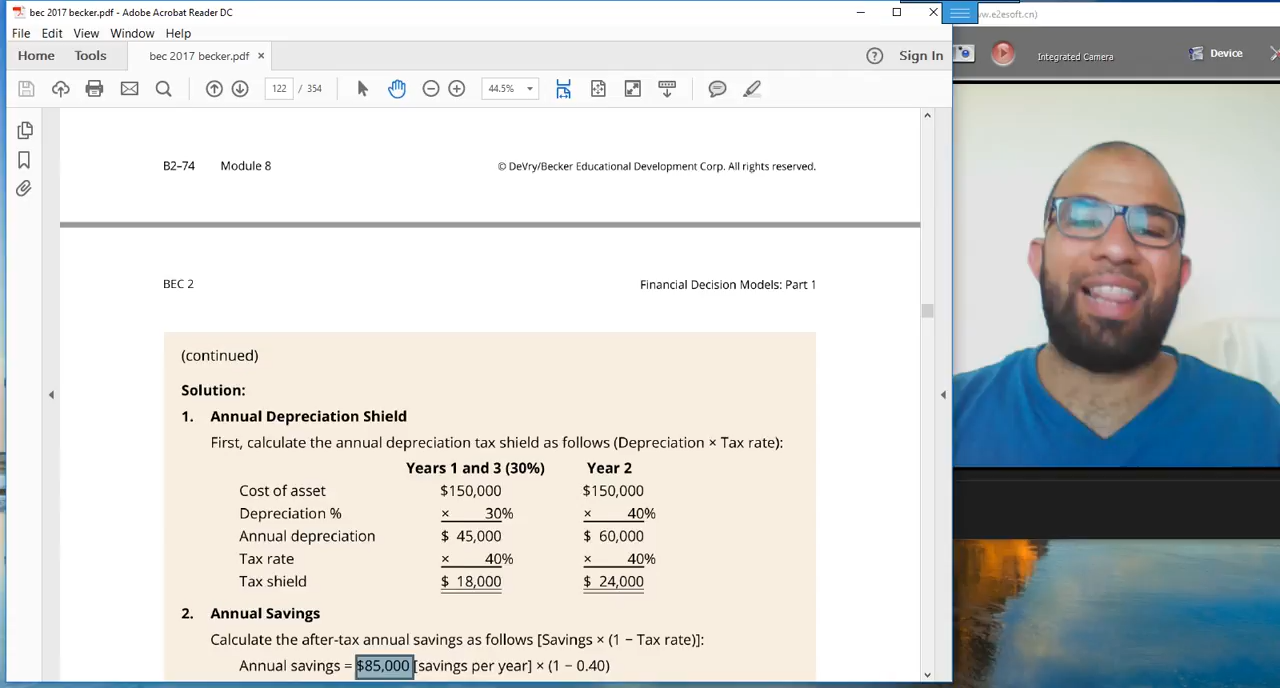 bec 2017 becker.pdf - Adobe Acrobat Reader DC
File Edit View Window Help
Home Tools bec 2017 becker.pdf × Sign In
122 / 354 44.5%
.e2esoft.cn)
Integrated Camera Device
B2–74 Module 8 © DeVry/Becker Educational Development Corp. All rights reserved.
BEC 2 Financial Decision Models: Part 1
(continued)
Solution:
1. Annual Depreciation Shield
First, calculate the annual depreciation tax shield as follows (Depreciation × Tax rate):
Years 1 and 3 (30%) Year 2
Cost of asset $150,000 $150,000
Depreciation % × 30% × 40%
Annual depreciation $ 45,000 $ 60,000
Tax rate × 40% × 40%
Tax shield $ 18,000 $ 24,000
2. Annual Savings
Calculate the after-tax annual savings as follows [Savings × (1 − Tax rate)]:
Annual savings = $85,000 [savings per year] × (1 − 0.40)